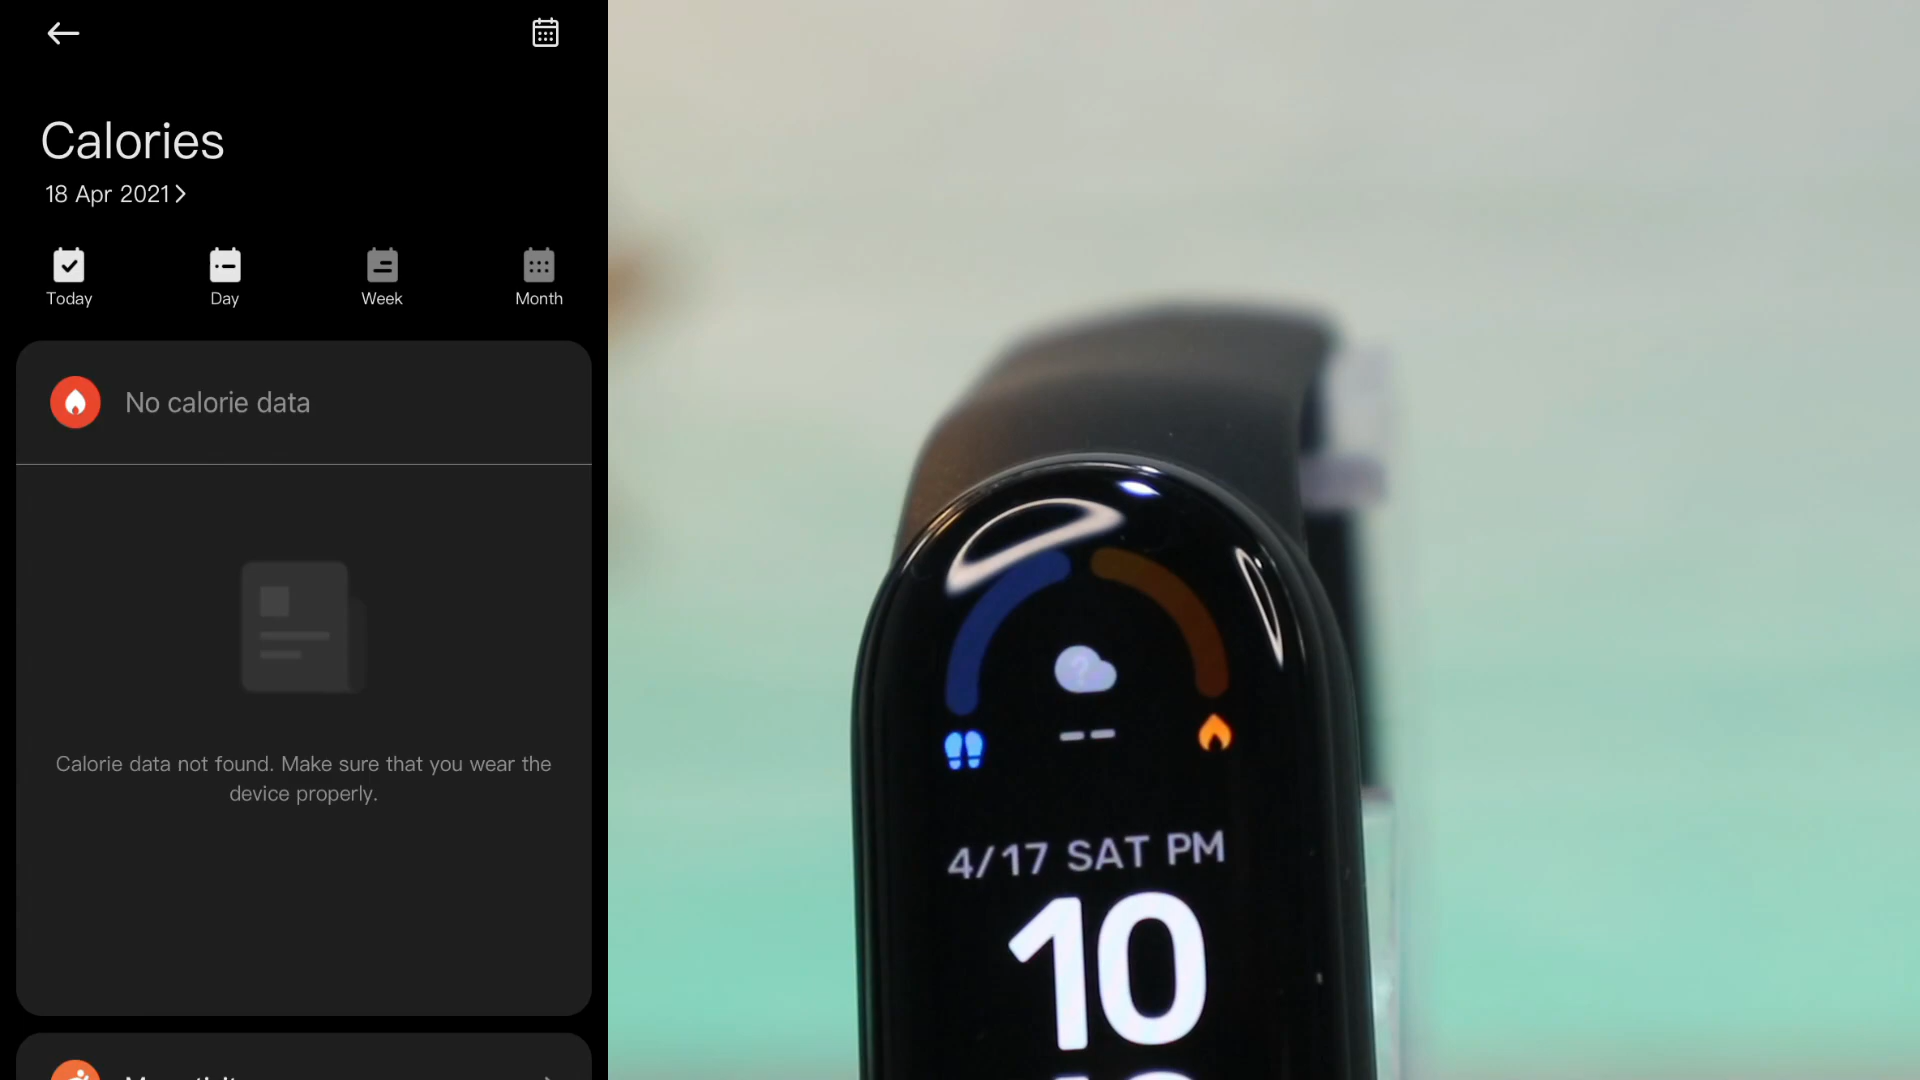 Calories
18 Apr 2021
Today
Day
Week
Month
No calorie data
Calorie data not found. Make sure that you wear the
device properly.
4/17 SAT PM
10